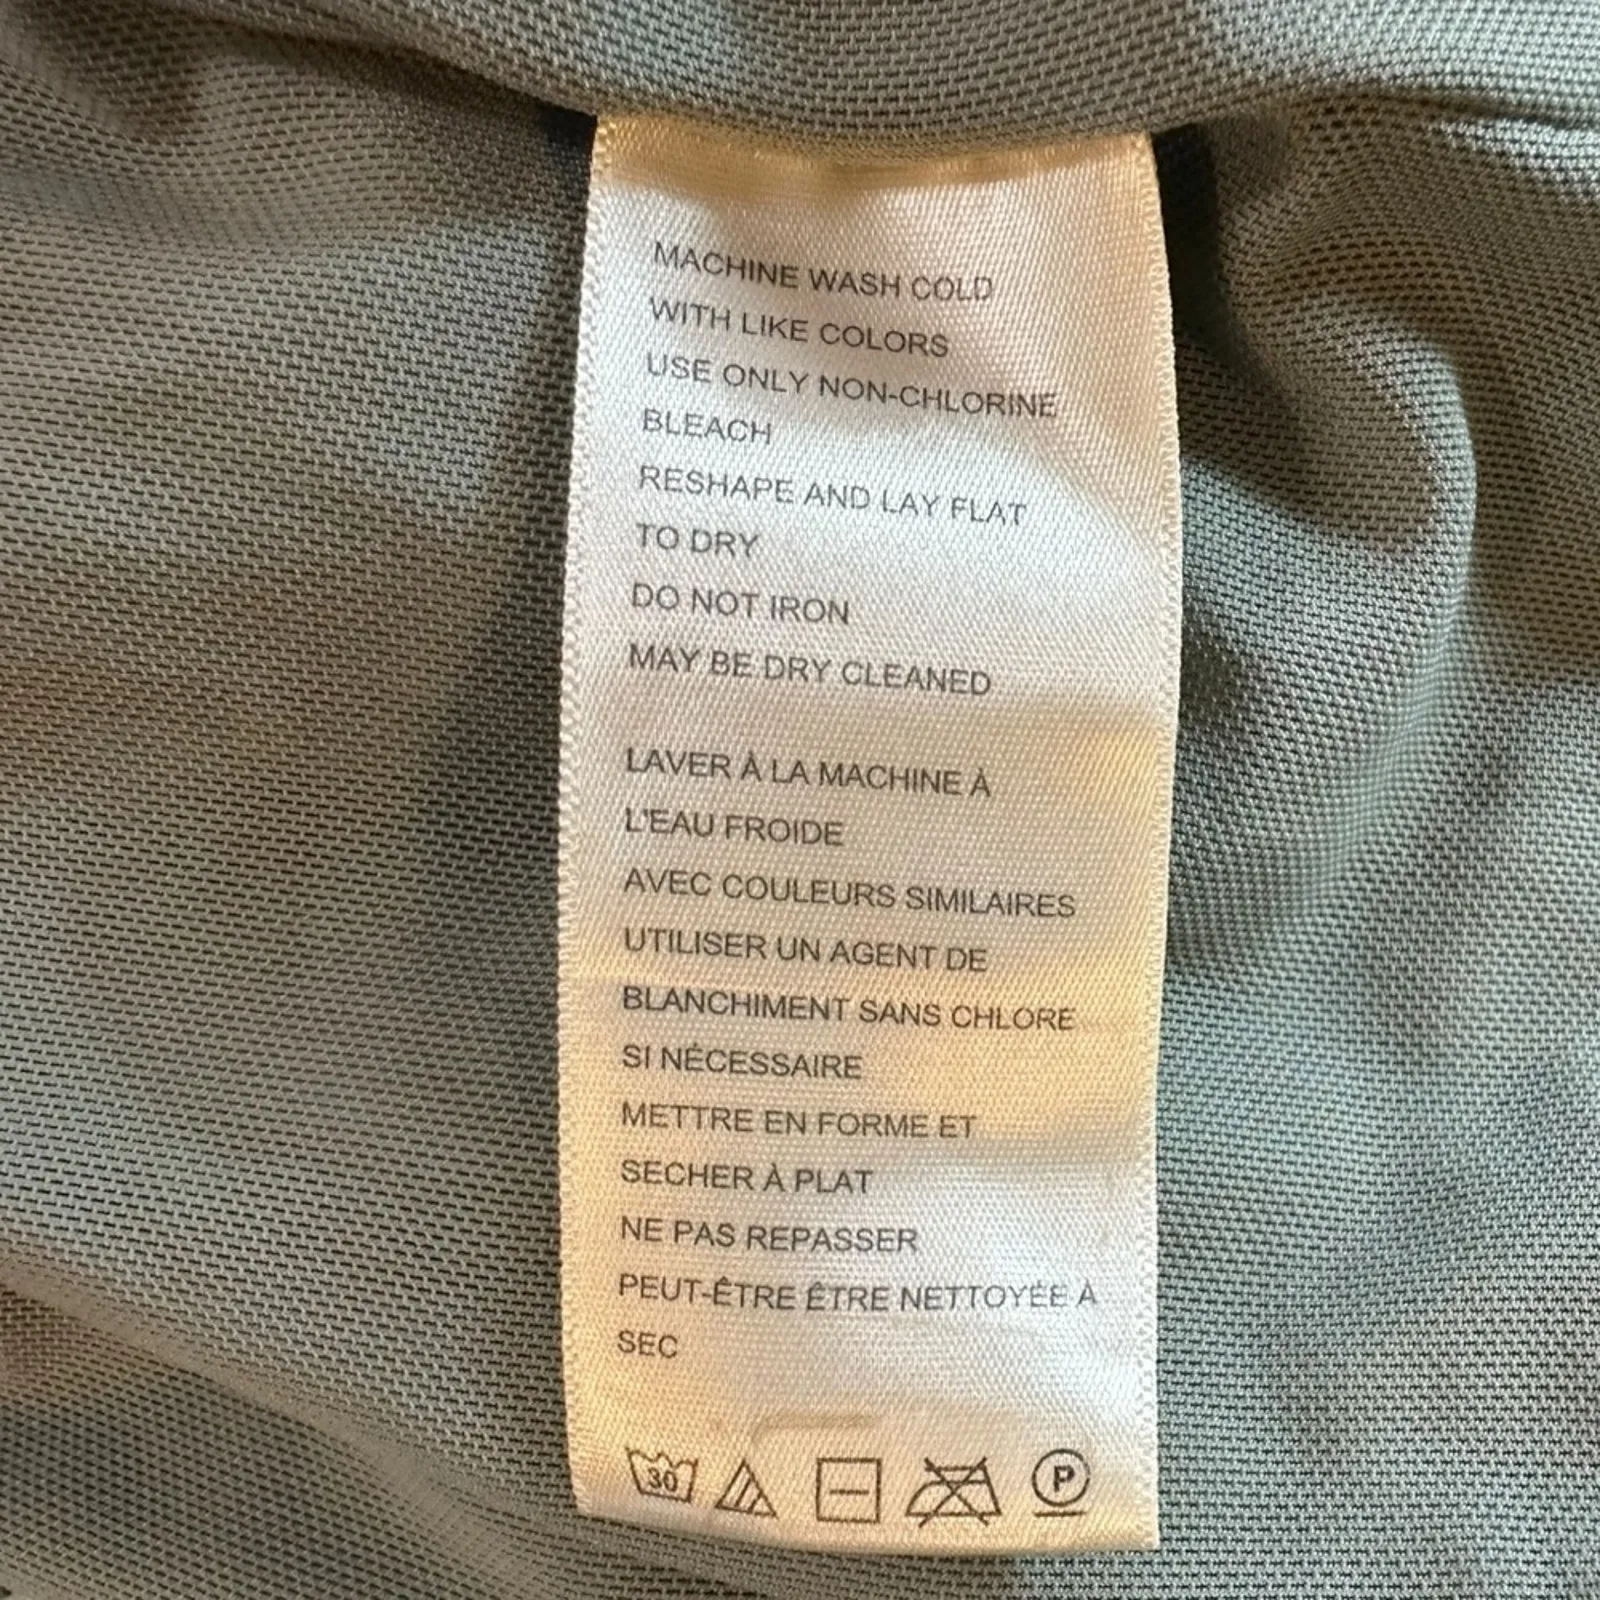 MACHINE WASH COLD
WITH LIKE COLORS
USE ONLY NON-CHLORINE
BLEACH
RESHAPE AND LAY FLAT
TO DRY
DO NOT IRON
MAY BE DRY CLEANED
LAVER À LA MACHINE À
L'EAU FROIDE
AVEC COULEURS SIMILAIRES
UTILISER UN AGENT DE
BLANCHIMENT SANS CHLORE
SI NÉCESSAIRE
METTRE EN FORME ET
SECHER À PLAT
NE PAS REPASSER
PEUT-ÊTRE ÊTRE NETTOYÉE À
SEC
30 P